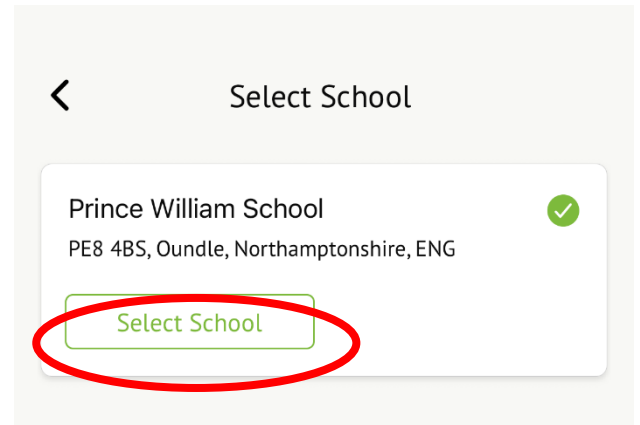 Select School
Prince William School
PE8 4BS, Oundle, Northamptonshire, ENG
Select School